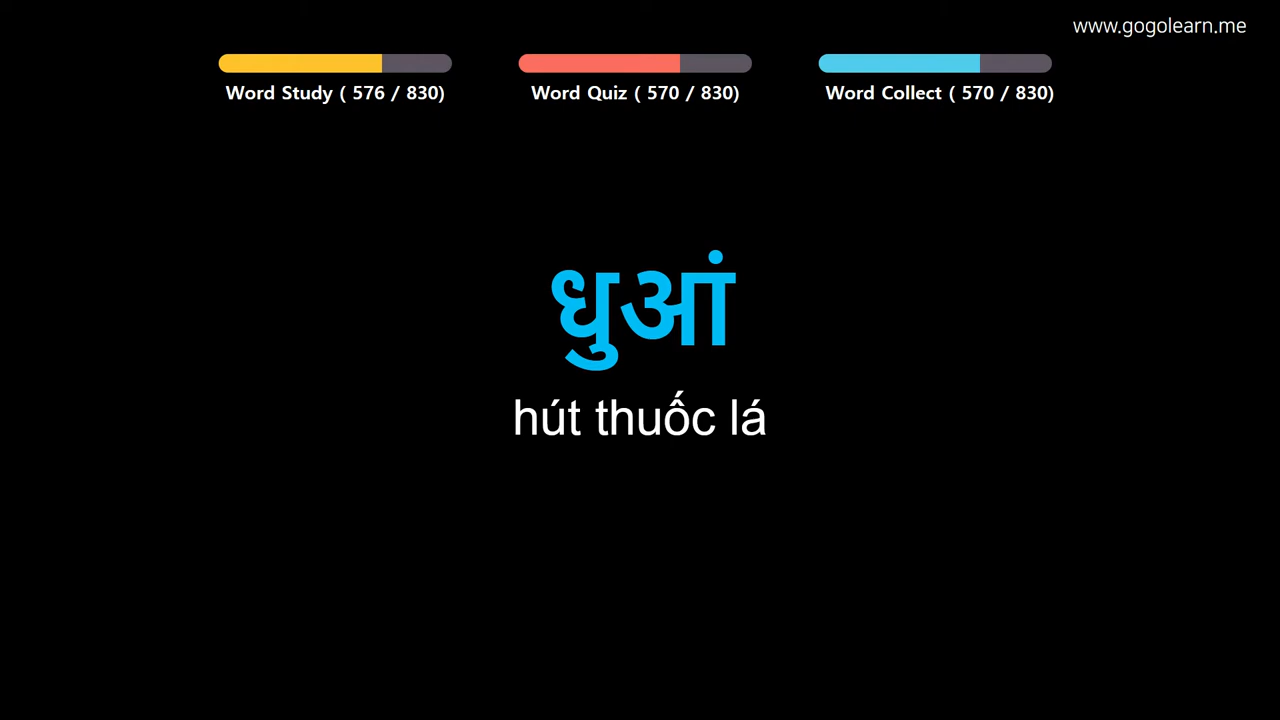 www.gogolearn.me
Word Study ( 576 / 830)
Word Quiz ( 570 / 830)
Word Collect ( 570 / 830)
धुआं
hút thuốc lá